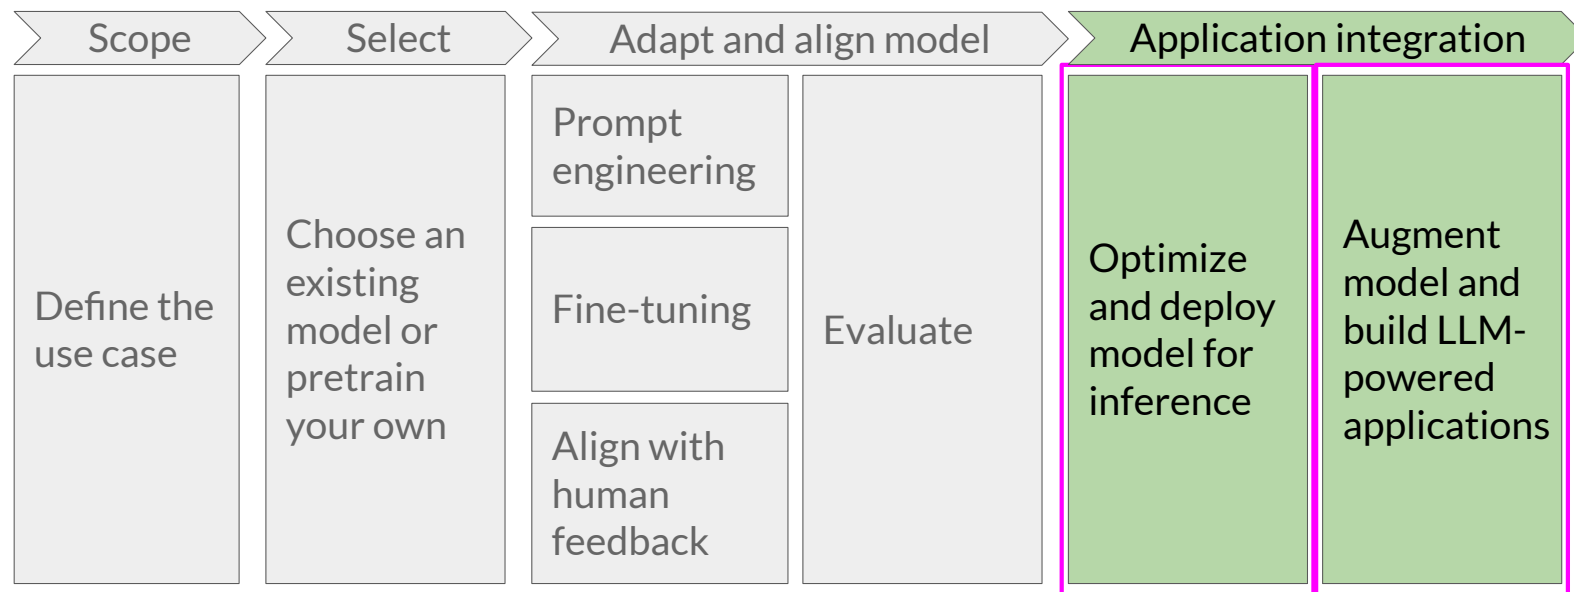 Scope
Select
Adapt and align model
Application integration
Define the
use case
Choose an
existing
model or
pretrain
your own
Prompt
engineering
Fine-tuning
Align with
human
feedback
Evaluate
Optimize
and deploy
model for
inference
Augment
model and
build LLM-
powered
applications